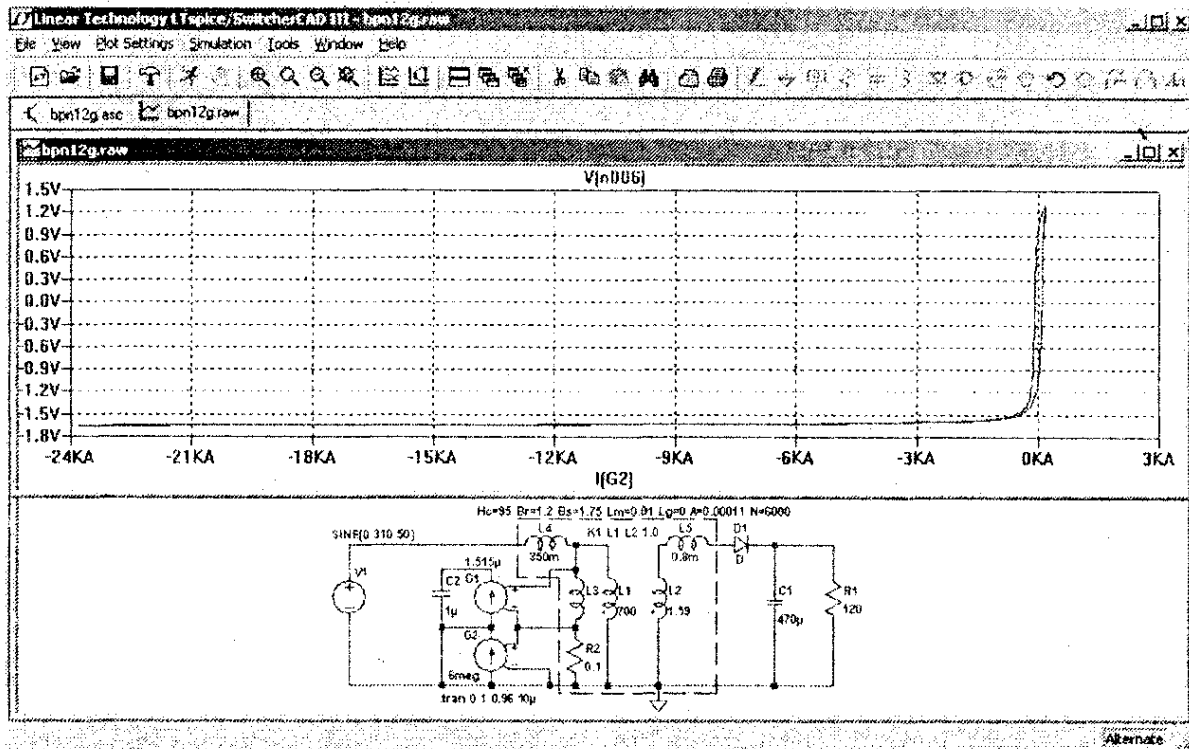 Linear Technology LTspice/SwitcherCAD III - bpn12g.raw
File View Plot Settings Simulation Tools Window Help
bpn12g.asc bpn12g.raw
bpn12g.raw
V(n006)
1.5V
1.2V
0.9V
0.6V
0.3V
0.0V
-0.3V
-0.6V
-0.9V
-1.2V
-1.5V
-1.8V
-24KA -21KA -18KA -15KA -12KA -9KA -6KA -3KA 0KA 3KA
I(G2)
Hc=95 Br=1.2 Bs=1.75 Lm=0.01 Lg=0 A=0.00011 N=6000
SINE(0 310 50)
L4
K1 L1 L2 1.0
L5
D1
350m
0.8m
D
1.515µ
V1
C2
G1
L3
L1
L2
C1
R1
1µ
700
1.59
470µ
120
G2
R2
0.1
6meg
.tran 0 1 0.96 10µ
Alternate